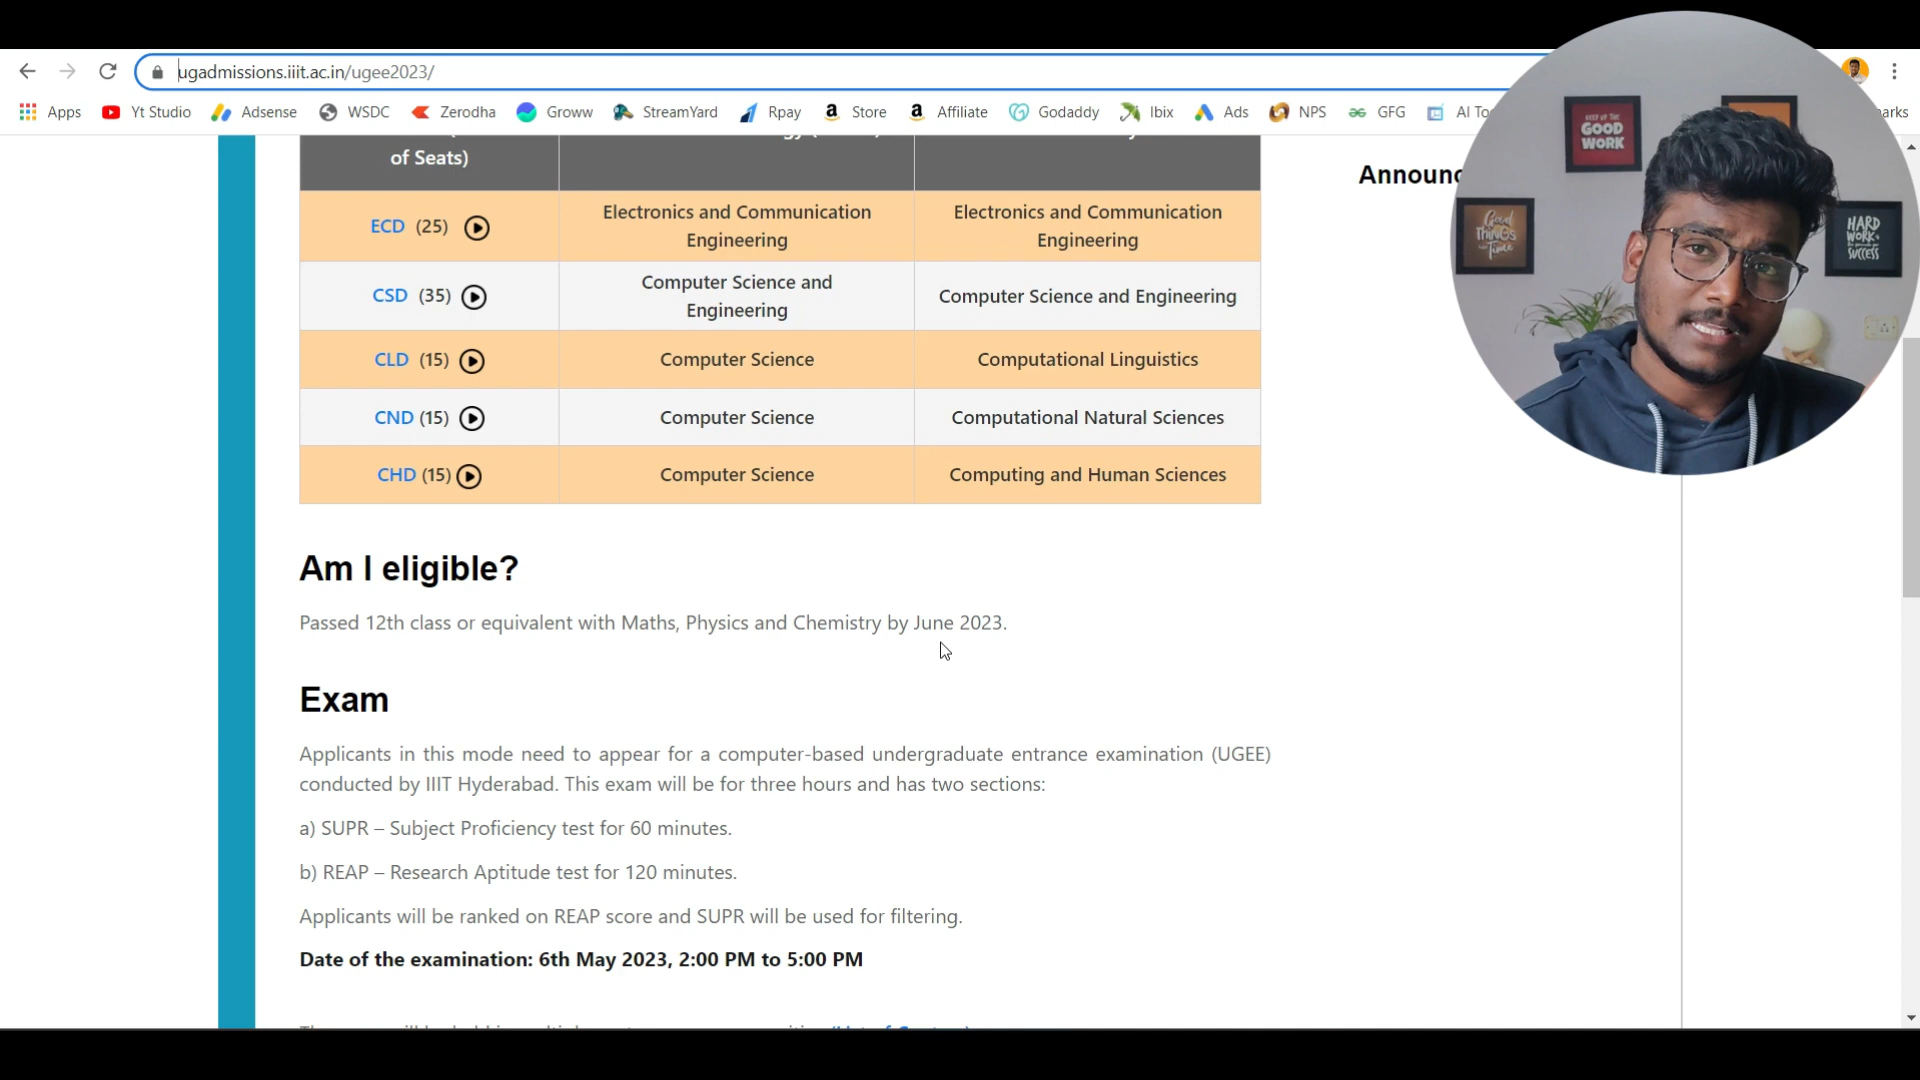 ugadmissions.iiit.ac.in/ugee2023/
Apps Yt Studio Adsense WSDC Zerodha Groww StreamYard Rpay Store Affiliate Godaddy Ibix Ads NPS GFG AI
of Seats)
ECD (25) Electronics and Communication Engineering Electronics and Communication Engineering
CSD (35) Computer Science and Engineering Computer Science and Engineering
CLD (15) Computer Science Computational Linguistics
CND (15) Computer Science Computational Natural Sciences
CHD (15) Computer Science Computing and Human Sciences
Announc
KEEP UP THE
GOOD
WORK
Good
THINGS
Time
HARD
WORK
SUCCESS
Am I eligible?
Passed 12th class or equivalent with Maths, Physics and Chemistry by June 2023.
Exam
Applicants in this mode need to appear for a computer-based undergraduate entrance examination (UGEE)
conducted by IIIT Hyderabad. This exam will be for three hours and has two sections:
a) SUPR – Subject Proficiency test for 60 minutes.
b) REAP – Research Aptitude test for 120 minutes.
Applicants will be ranked on REAP score and SUPR will be used for filtering.
Date of the examination: 6th May 2023, 2:00 PM to 5:00 PM